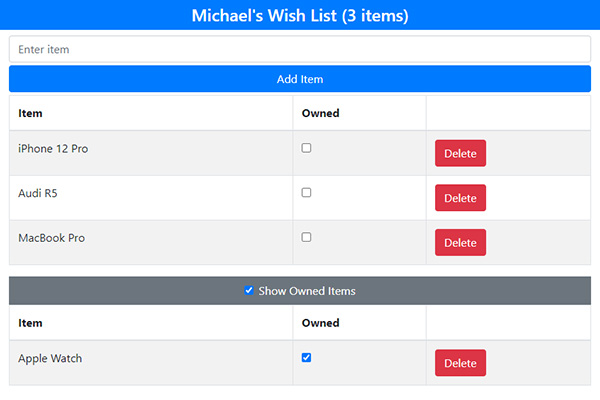 Michael's Wish List (3 items)
Enter item
Add Item
Item Owned
iPhone 12 Pro Delete
Audi R5 Delete
MacBook Pro Delete
Show Owned Items
Item Owned
Apple Watch Delete